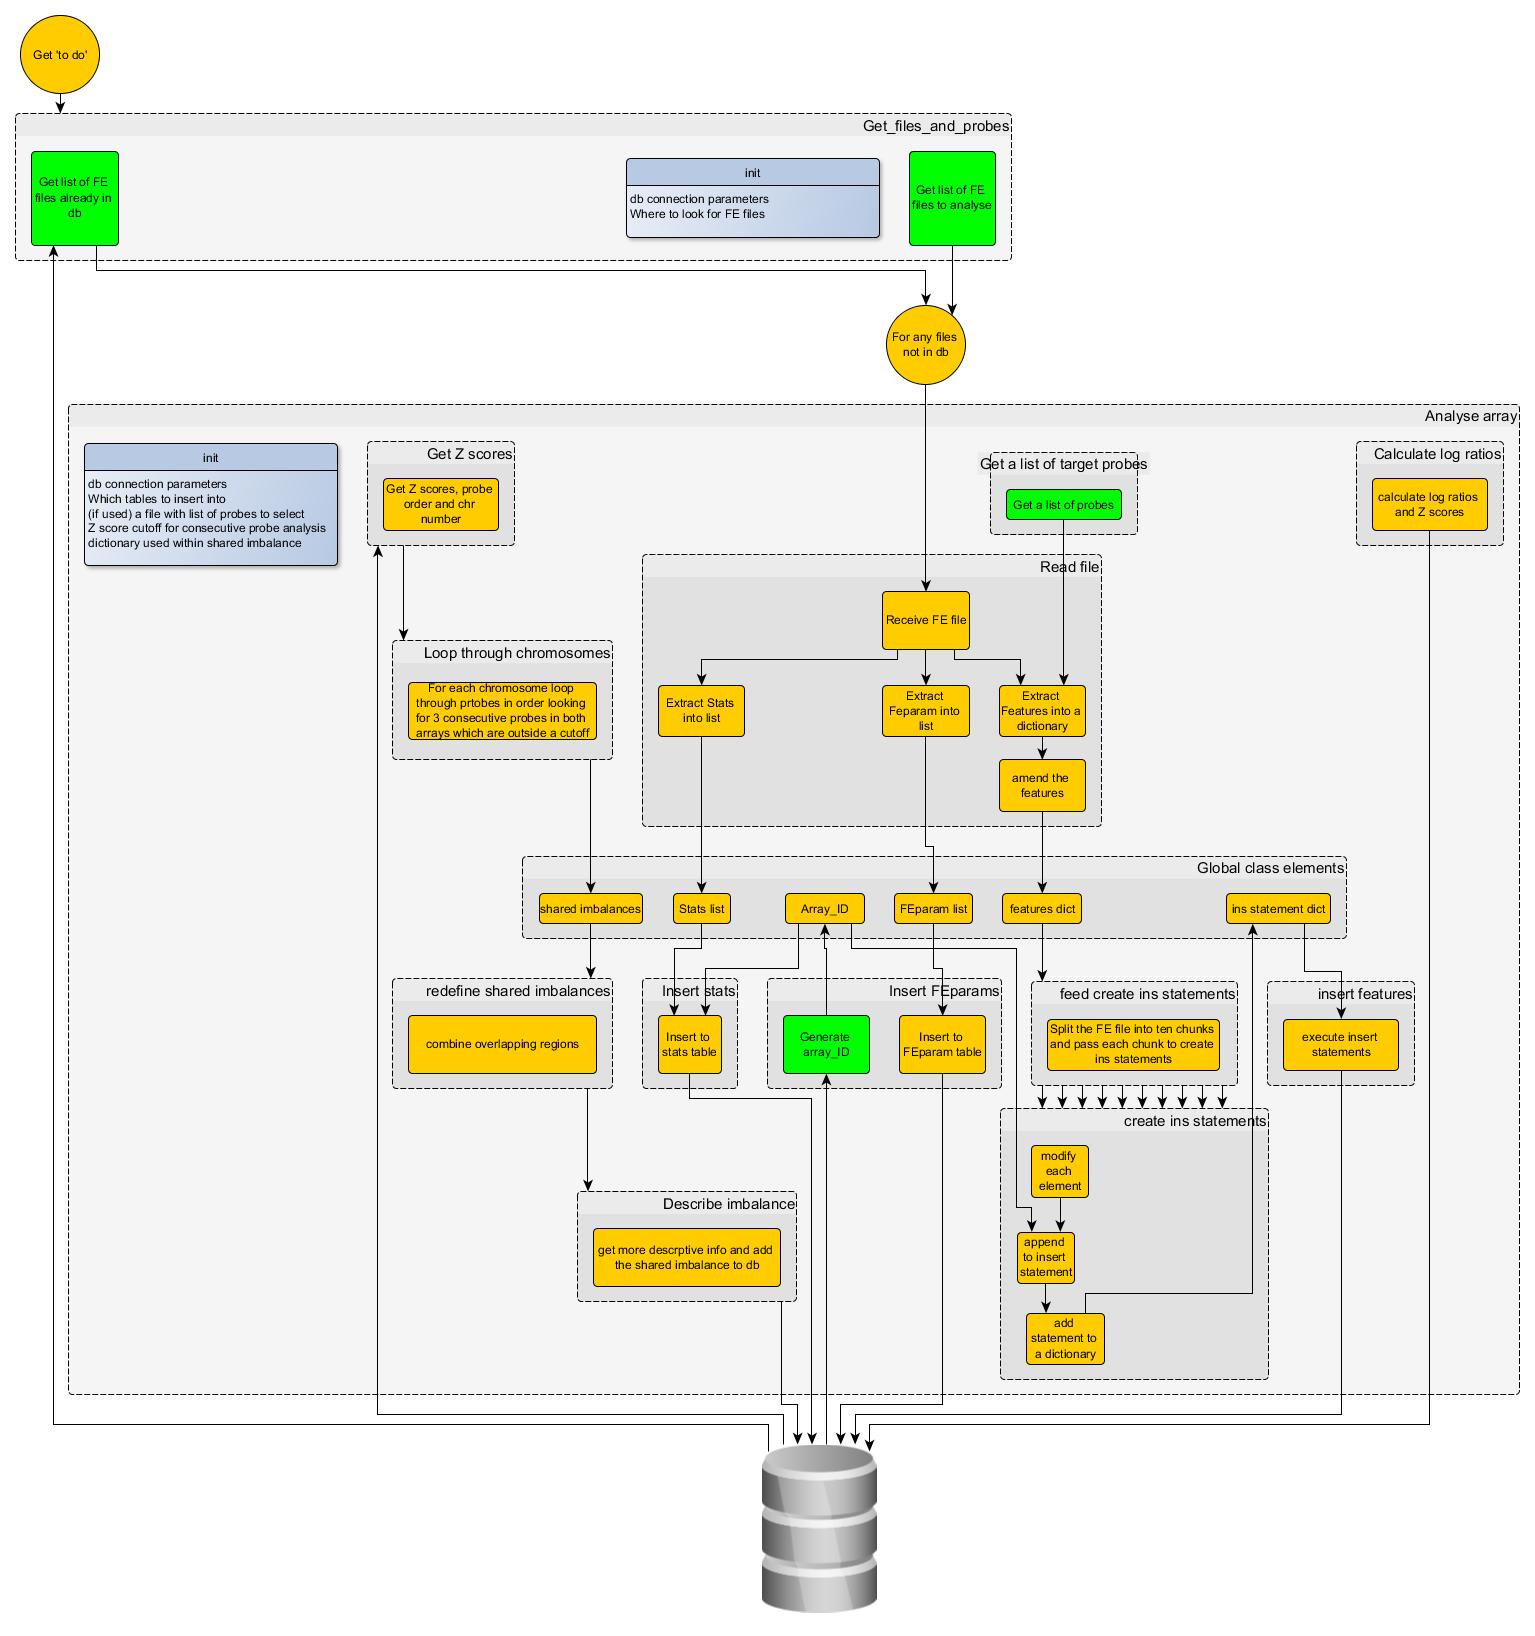 Get 'to do'
Get_files_and_probes
Get list of FE
files already in
db
init
db connection parameters
Where to look for FE files
Get list of FE
files to analyse
For any files
not in db
Analyse array
init
db connection parameters
Which tables to insert into
(if used) a file with list of probes to select
Z score cutoff for consecutive probe analysis
dictionary used within shared imbalance
Get Z scores
Get Z scores, probe
order and chr
number
Get a list of target probes
Get a list of probes
Calculate log ratios
calculate log ratios
and Z scores
Read file
Receive FE file
Loop through chromosomes
For each chromosome loop
through prtobes in order looking
for 3 consecutive probes in both
arrays which are outside a cutoff
Extract Stats
into list
Extract
Feparam into
list
Extract
Features into a
dictionary
amend the
features
Global class elements
shared imbalances
Stats list
Array_ID
FEparam list
features dict
ins statement dict
redefine shared imbalances
combine overlapping regions
Insert stats
Insert to
stats table
Insert FEparams
Generate
array_ID
Insert to
FEparam table
feed create ins statements
Split the FE file into ten chunks
and pass each chunk to create
ins statements
insert features
execute insert
statements
create ins statements
modify
each
element
append
to insert
statement
add
statement to
a dictionary
Describe imbalance
get more descrptive info and add
the shared imbalance to db